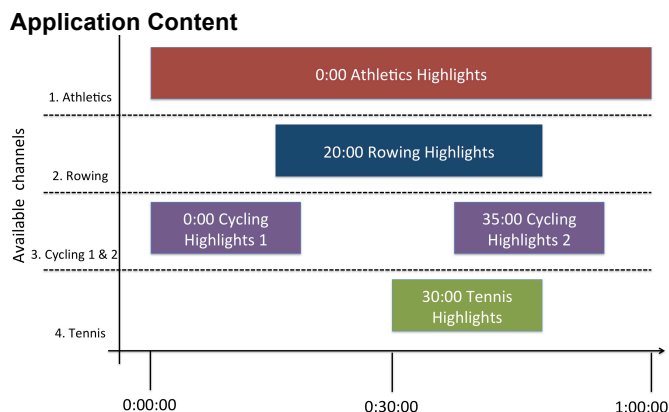 Application Content
0:00 Athletics Highlights
1. Athletics
20:00 Rowing Highlights
2. Rowing
Available channels
0:00 Cycling
Highlights 1
35:00 Cycling
Highlights 2
3. Cycling 1 & 2
30:00 Tennis
Highlights
4. Tennis
0:00:00
0:30:00
1:00:00